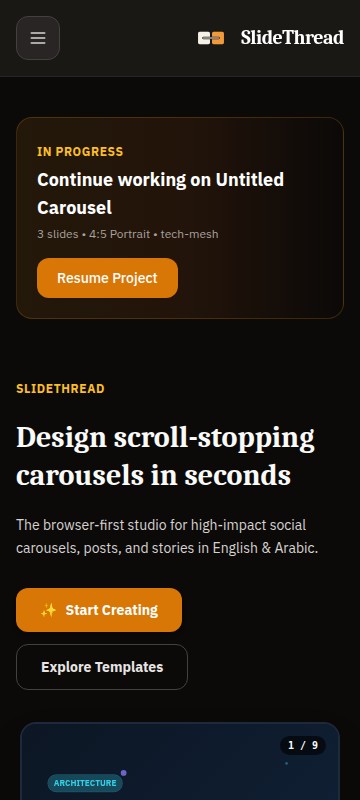 SlideThread
IN PROGRESS
Continue working on Untitled
Carousel
3 slides • 4:5 Portrait • tech-mesh
Resume Project
SLIDETHREAD
Design scroll-stopping
carousels in seconds
The browser-first studio for high-impact social
carousels, posts, and stories in English & Arabic.
✨ Start Creating
Explore Templates
1 / 9
ARCHITECTURE